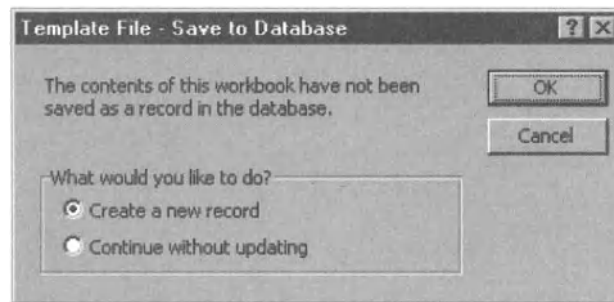 Template File - Save to Database
? ×
The contents of this workbook have not been
saved as a record in the database.
OK
Cancel
What would you like to do?
Create a new record
Continue without updating